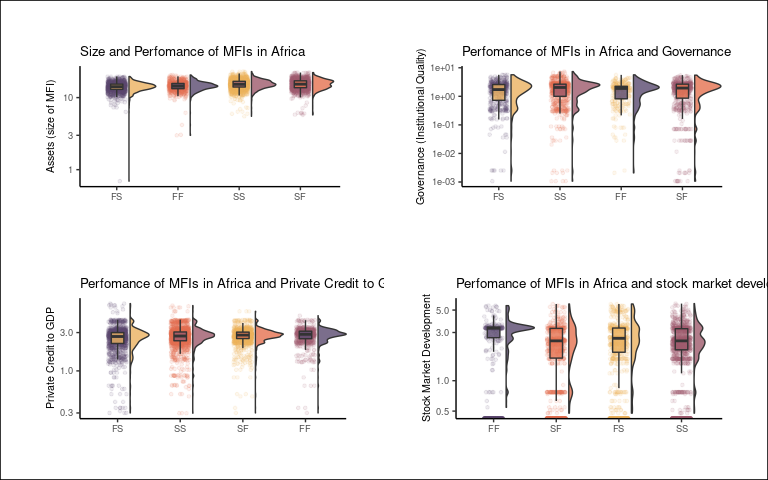 Size and Perfomance of MFIs in Africa
Assets (size of MFI)
10
3
1
FS FF SS SF
Perfomance of MFIs in Africa and Governance
Governance (Institutional Quality)
1e+01
1e+00
1e-01
1e-02
1e-03
FS SS FF SF
Perfomance of MFIs in Africa and Private Credit to G
Private Credit to GDP
3.0
1.0
0.3
FS SS SF FF
Perfomance of MFIs in Africa and stock market devel
Stock Market Development
5.0
3.0
1.0
0.5
FF SF FS SS